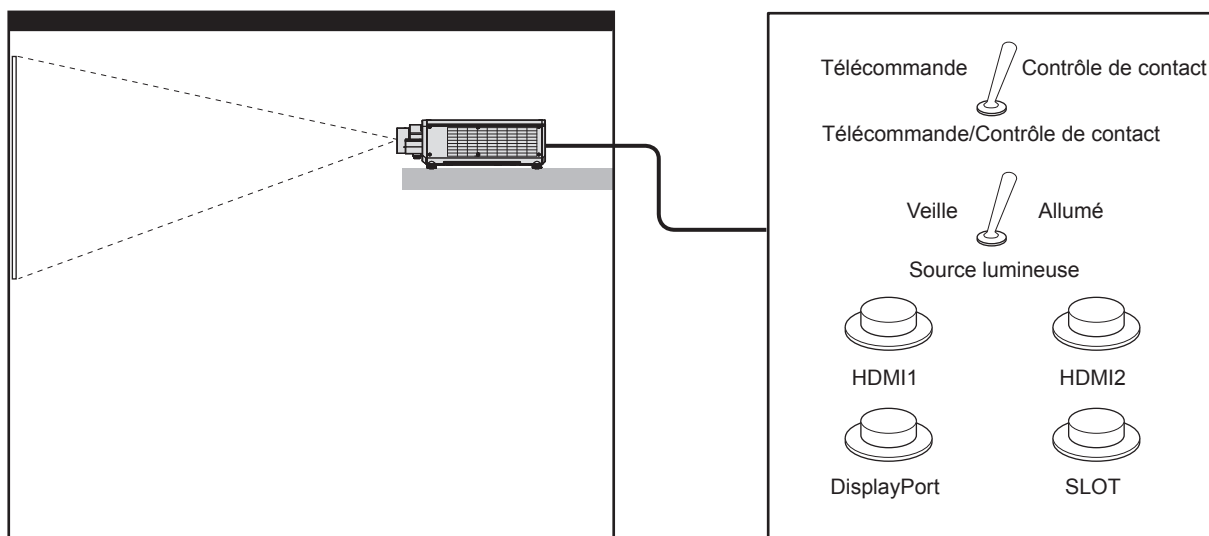 Télécommande Contrôle de contact
Télécommande/Contrôle de contact
Veille Allumé
Source lumineuse
HDMI1 HDMI2
DisplayPort SLOT